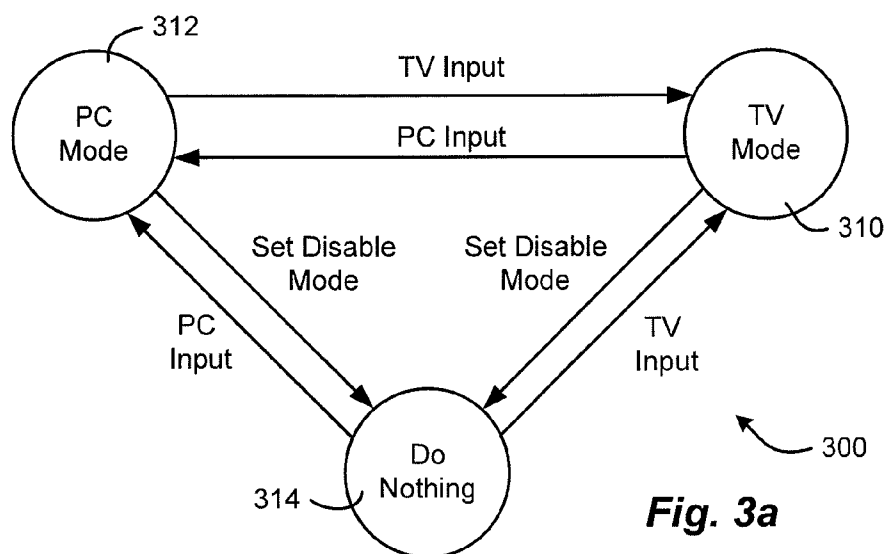 312
TV Input
PC
Mode
TV
Mode
PC Input
310
Set Disable
Mode
Set Disable
Mode
PC
Input
TV
Input
300
Do
Nothing
314
Fig. 3a